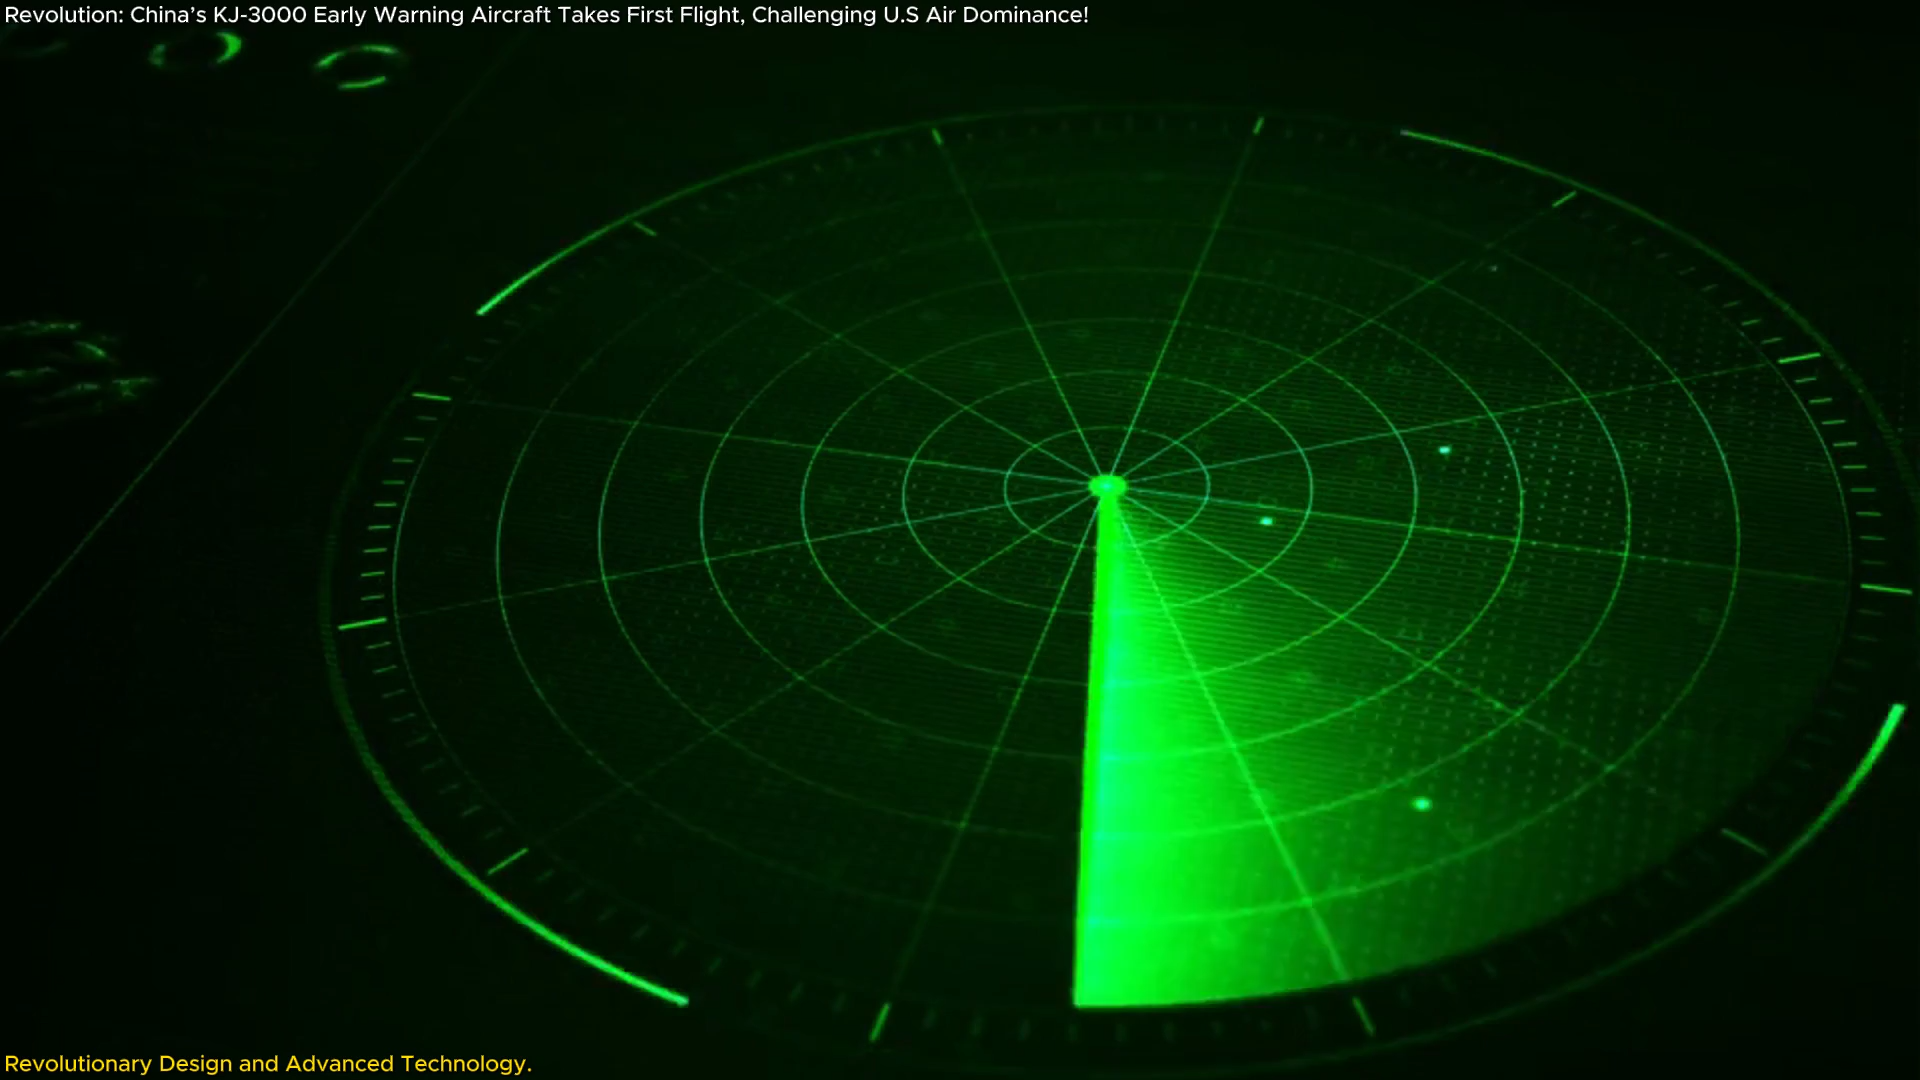 Revolution: China’s KJ-3000 Early Warning Aircraft Takes First Flight, Challenging U.S Air Dominance!
Revolutionary Design and Advanced Technology.